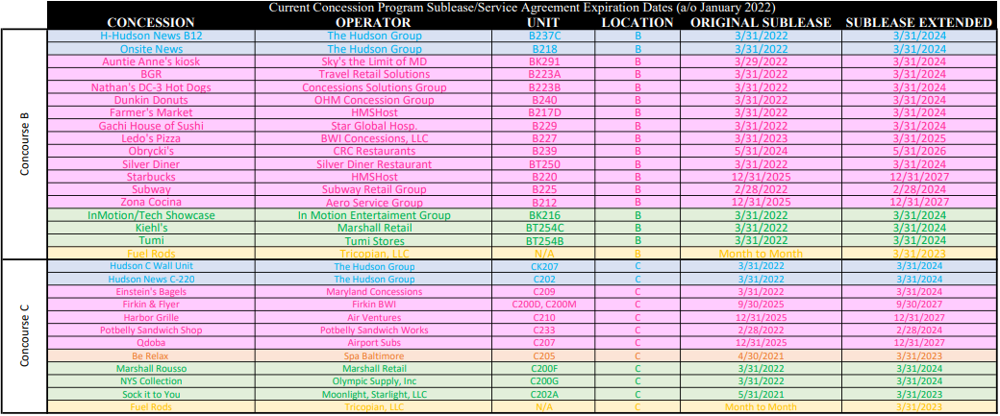 Current Concession Program Sublease/Service Agreement Expiration Dates (a/o January 2022)
CONCESSION OPERATOR UNIT LOCATION ORIGINAL SUBLEASE SUBLEASE EXTENDED
Concourse B
H-Hudson News B12 The Hudson Group B237C B 3/31/2022 3/31/2024
Onsite News The Hudson Group B218 B 3/31/2022 3/31/2024
Auntie Anne's kiosk Sky's the Limit of MD BK291 B 3/29/2022 3/31/2024
BGR Travel Retail Solutions B223A B 3/31/2022 3/31/2024
Nathan's DC-3 Hot Dogs Concessions Solutions Group B223B B 3/31/2022 3/31/2024
Dunkin Donuts OHM Concession Group B240 B 3/31/2022 3/31/2024
Farmer's Market HMSHost B217D B 3/31/2022 3/31/2024
Gachi House of Sushi Star Global Hosp. B229 B 3/31/2022 3/31/2024
Ledo's Pizza BWI Concessions, LLC B227 B 3/31/2023 3/31/2025
Obrycki's CRC Restaurants B239 B 5/31/2024 5/31/2026
Silver Diner Silver Diner Restaurant BT250 B 3/31/2022 3/31/2024
Starbucks HMSHost B220 B 12/31/2025 12/31/2027
Subway Subway Retail Group B225 B 2/28/2022 2/28/2024
Zona Cocina Aero Service Group B212 B 12/31/2025 12/31/2027
InMotion/Tech Showcase In Motion Entertaiment Group BK216 B 3/31/2022 3/31/2024
Kiehl's Marshall Retail BT254C B 3/31/2022 3/31/2024
Tumi Tumi Stores BT254B B 3/31/2022 3/31/2024
Fuel Rods Tricopian, LLC N/A B Month to Month 3/31/2023
Concourse C
Hudson C Wall Unit The Hudson Group CK207 C 3/31/2022 3/31/2024
Hudson News C-220 The Hudson Group C202 C 3/31/2022 3/31/2024
Einstein's Bagels Maryland Concessions C209 C 3/31/2022 3/31/2024
Firkin & Flyer Firkin BWI C200D, C200M C 9/30/2025 9/30/2027
Harbor Grille Air Ventures C210 C 12/31/2025 12/31/2027
Potbelly Sandwich Shop Potbelly Sandwich Works C233 C 2/28/2022 2/28/2024
Qdoba Airport Subs C207 C 12/31/2025 12/31/2027
Be Relax Spa Baltimore C205 C 4/30/2021 3/31/2023
Marshall Rousso Marshall Retail C200F C 3/31/2022 3/31/2024
NYS Collection Olympic Supply, Inc C200G C 3/31/2022 3/31/2024
Sock it to You Moonlight, Starlight, LLC C202A C 5/31/2021 3/31/2023
Fuel Rods Tricopian, LLC N/A C Month to Month 3/31/2023